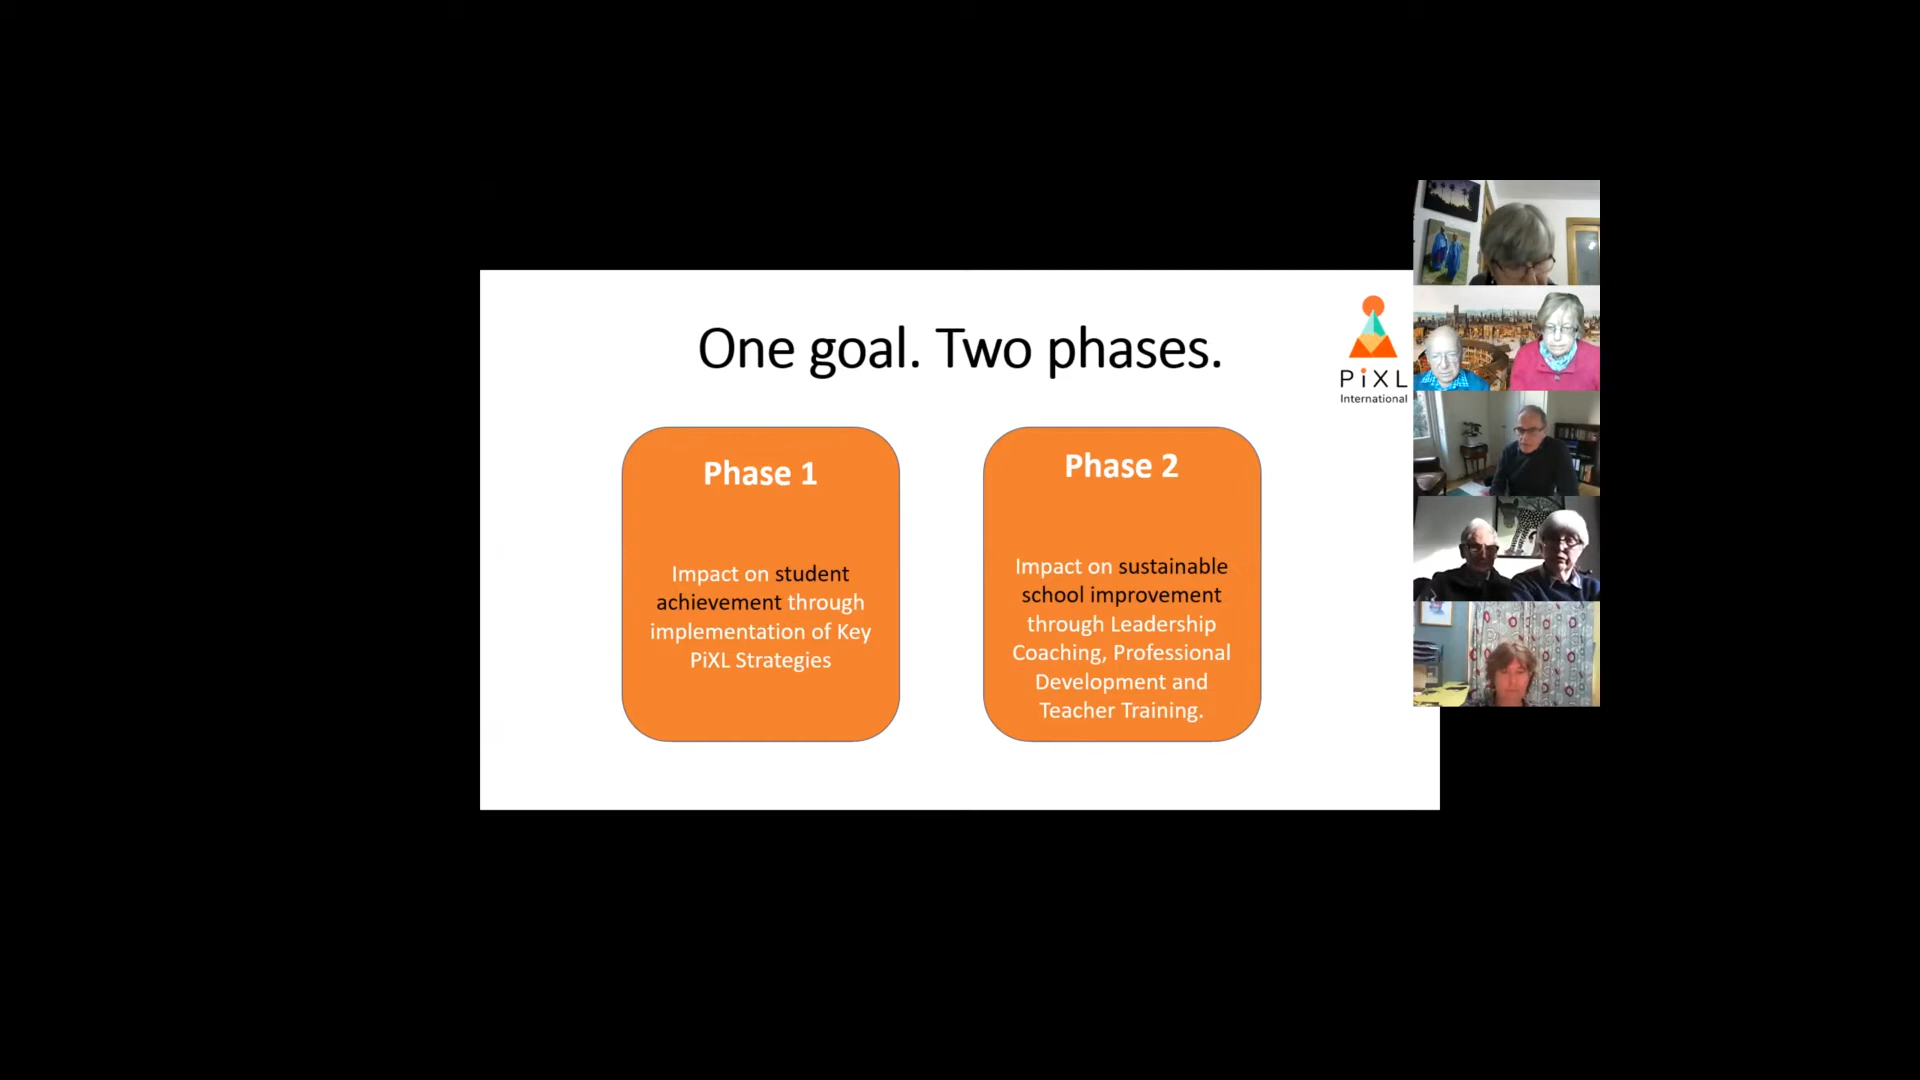 One goal. Two phases.
PiXL
International
Phase 1
Impact on student
achievement through
implementation of Key
PiXL Strategies
Phase 2
Impact on sustainable
school improvement
through Leadership
Coaching, Professional
Development and
Teacher Training.